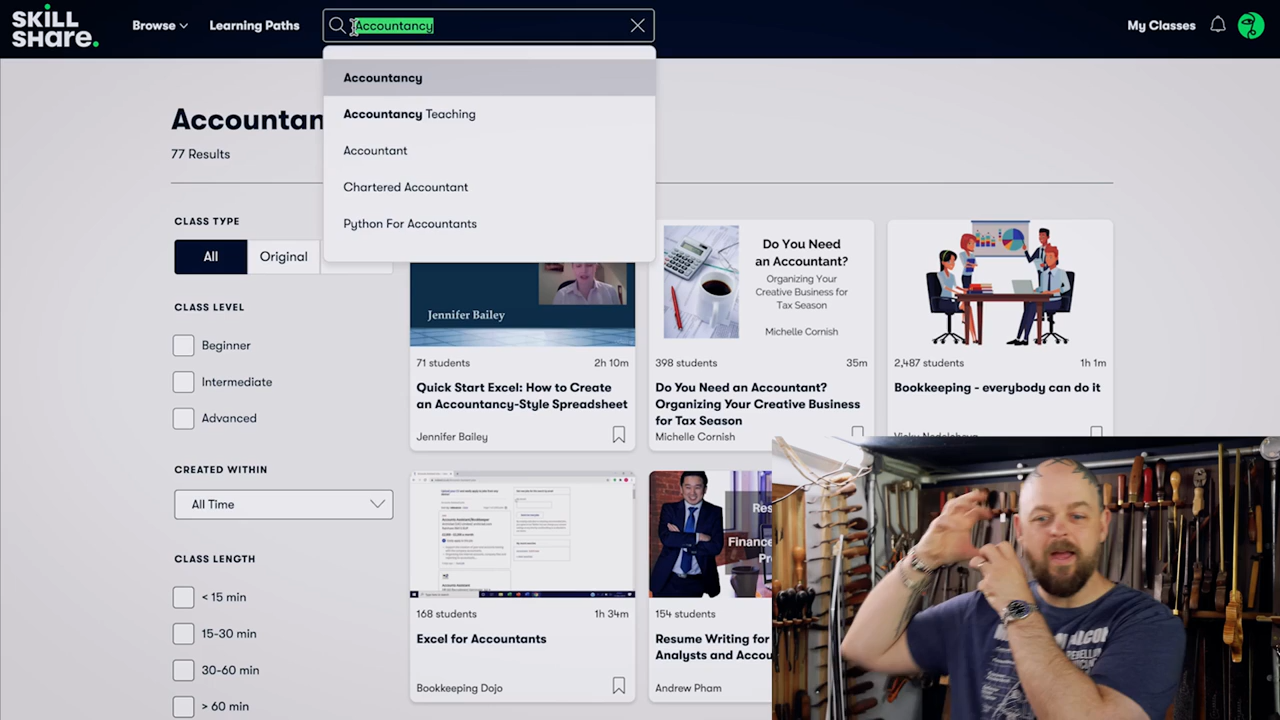 SKILL
SHARE.
Browse
Learning Paths
Accountancy
My Classes
Accountancy
Accountancy Teaching
Accountant
Chartered Accountant
Python For Accountants
Accountan
77 Results
CLASS TYPE
All
Original
CLASS LEVEL
Beginner
Intermediate
Advanced
CREATED WITHIN
All Time
CLASS LENGTH
< 15 min
15-30 min
30-60 min
> 60 min
Jennifer Bailey
71 students
2h 10m
Quick Start Excel: How to Create
an Accountancy-Style Spreadsheet
Jennifer Bailey
Do You Need
an Accountant?
Organizing Your
Creative Business for
Tax Season
Michelle Cornish
398 students
35m
Do You Need an Accountant?
Organizing Your Creative Business
for Tax Season
Michelle Cornish
2,487 students
1h 1m
Bookkeeping - everybody can do it
168 students
1h 34m
Excel for Accountants
Bookkeeping Dojo
Res
Finance
Pr
154 students
Resume Writing for
Analysts and Accou
Andrew Pham